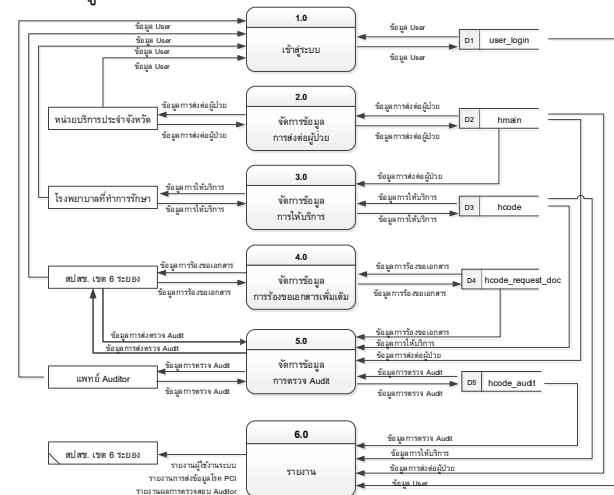 1.0
เข้าสู่ระบบ
ข้อมูล User
ข้อมูล User
ข้อมูล User
ข้อมูล User
ข้อมูล User
ข้อมูล User
D1 user_login
2.0
จัดการข้อมูล
การส่งต่อผู้ป่วย
หน่วยบริการประจำจังหวัด
ข้อมูลการส่งต่อผู้ป่วย
ข้อมูลการส่งต่อผู้ป่วย
ข้อมูลการส่งต่อผู้ป่วย
ข้อมูลการส่งต่อผู้ป่วย
D2 hmain
ข้อมูลการส่งต่อผู้ป่วย
3.0
จัดการข้อมูล
การให้บริการ
โรงพยาบาลที่ทำการรักษา
ข้อมูลการให้บริการ
ข้อมูลการให้บริการ
ข้อมูลการให้บริการ
ข้อมูลการให้บริการ
D3 hcode
4.0
จัดการข้อมูล
การร้องขอเอกสารเพิ่มเติม
สปสช. เขต 6 ระยอง
ข้อมูลการร้องขอเอกสาร
ข้อมูลการร้องขอเอกสาร
ข้อมูลการร้องขอเอกสาร
ข้อมูลการร้องขอเอกสาร
D4 hcode_request_doc
5.0
จัดการข้อมูล
การตรวจ Audit
ข้อมูลการส่งตรวจ Audit
ข้อมูลการส่งตรวจ Audit
ข้อมูลการร้องขอเอกสาร
ข้อมูลการให้บริการ
ข้อมูลการส่งต่อผู้ป่วย
แพทย์ Auditor
ข้อมูลการตรวจ Audit
ข้อมูลการตรวจ Audit
ข้อมูลการตรวจ Audit
ข้อมูลการตรวจ Audit
D5 hcode_audit
6.0
รายงาน
สปสช. เขต 6 ระยอง
รายงานผู้ใช้งานระบบ
รายงานการส่งข้อมูลโรค PCI
รายงานผลการตรวจสอบ Auditor
ข้อมูลการตรวจ Audit
ข้อมูลการให้บริการ
ข้อมูลการส่งต่อผู้ป่วย
ข้อมูล User